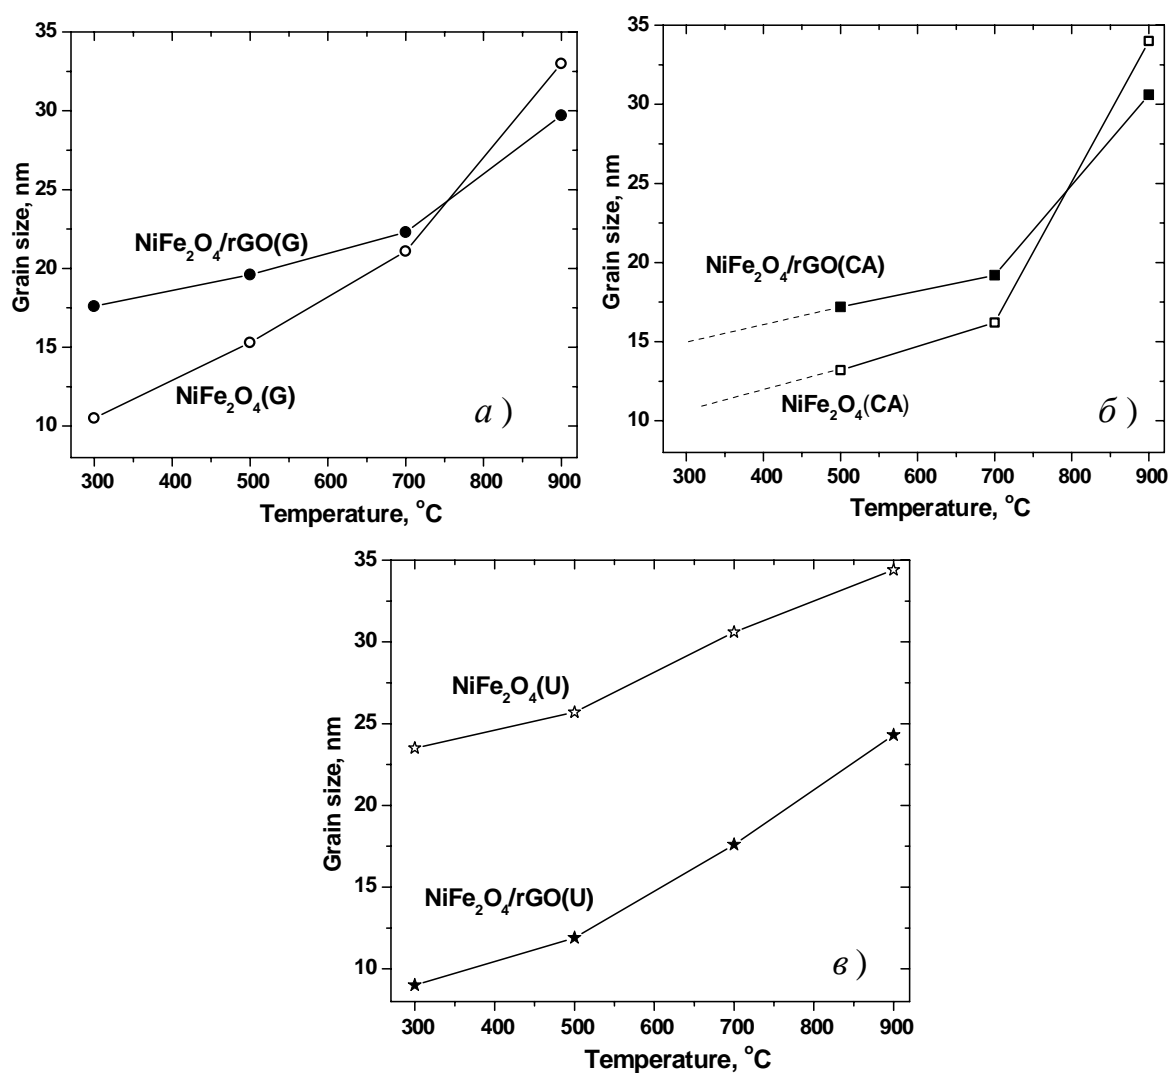 35
30
25
20
15
10
Grain size, nm
NiFe₂O₄/rGO(G)
NiFe₂O₄(G)
а )
300 400 500 600 700 800 900
Temperature, °C
35
30
25
20
15
10
Grain size, nm
NiFe₂O₄/rGO(CA)
NiFe₂O₄(CA)
б )
300 400 500 600 700 800 900
Temperature, °C
35
30
25
20
15
10
Grain size, nm
NiFe₂O₄(U)
NiFe₂O₄/rGO(U)
в )
300 400 500 600 700 800 900
Temperature, °C